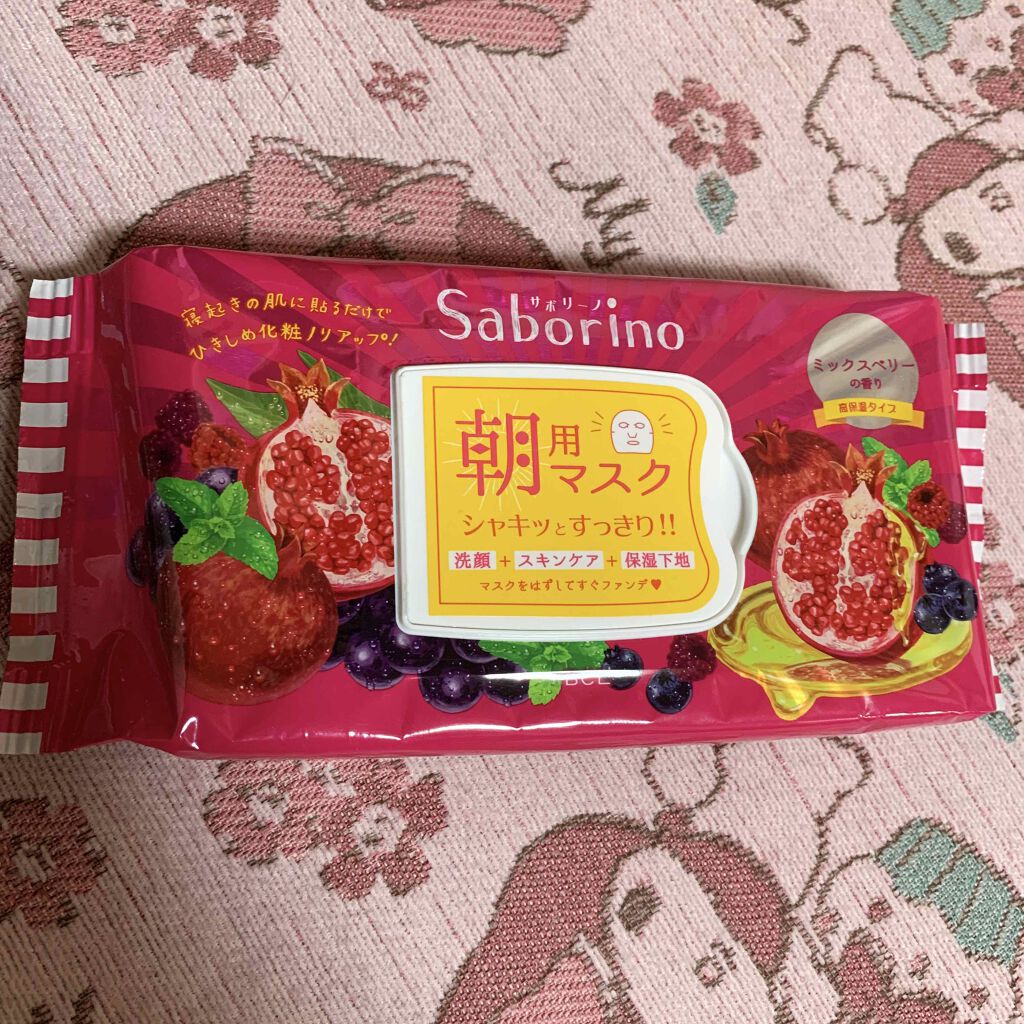 My
サボリーノ
Saborino
寝起きの肌に貼るだけで
ひきしめ化粧ノリアップ!
ミックスベリー
の香り
高保湿タイプ
朝用
マスク
シャキッとすっきり!!
洗顔+スキンケア+保湿下地
マスクをはずしてすぐファンデ♥
BCL